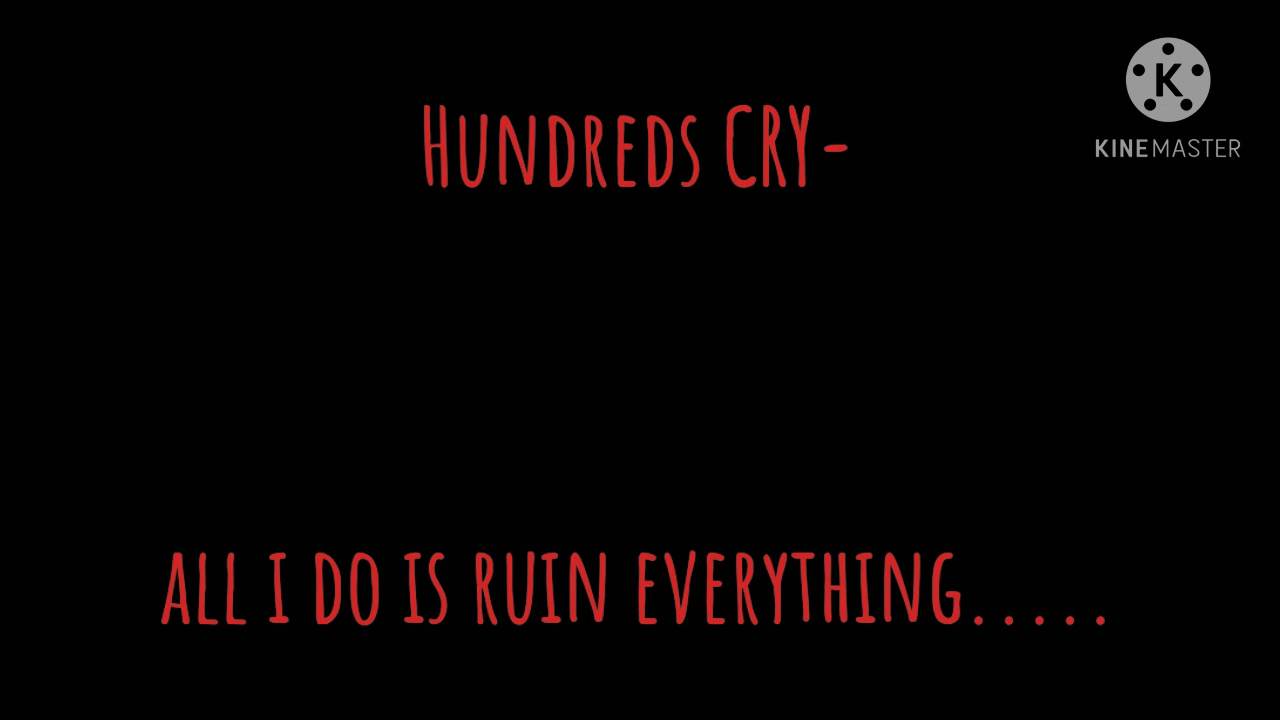 Hundreds CRY-
K
KINEMASTER
ALL I DO IS RUIN EVERYTHING.....